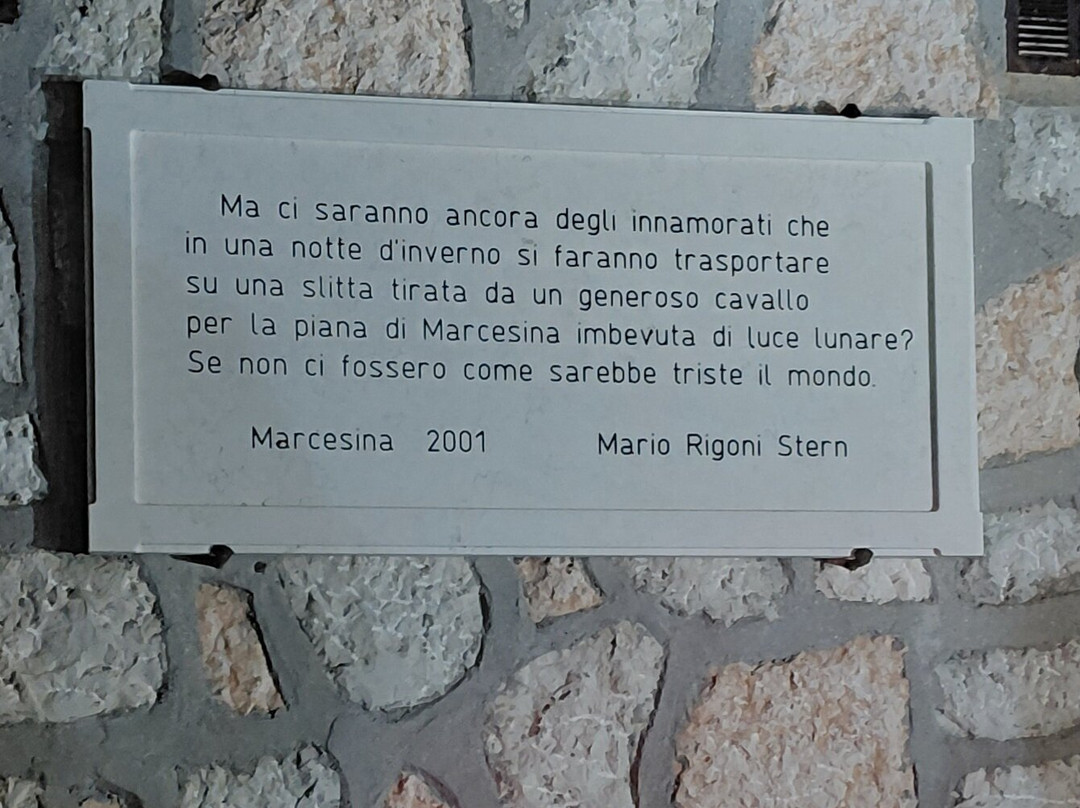 Ma ci saranno ancora degli innamorati che
in una notte d'inverno si faranno trasportare
su una slitta tirata da un generoso cavallo
per la piana di Marcesina imbevuta di luce lunare?
Se non ci fossero come sarebbe triste il mondo.
Marcesina 2001 Mario Rigoni Stern